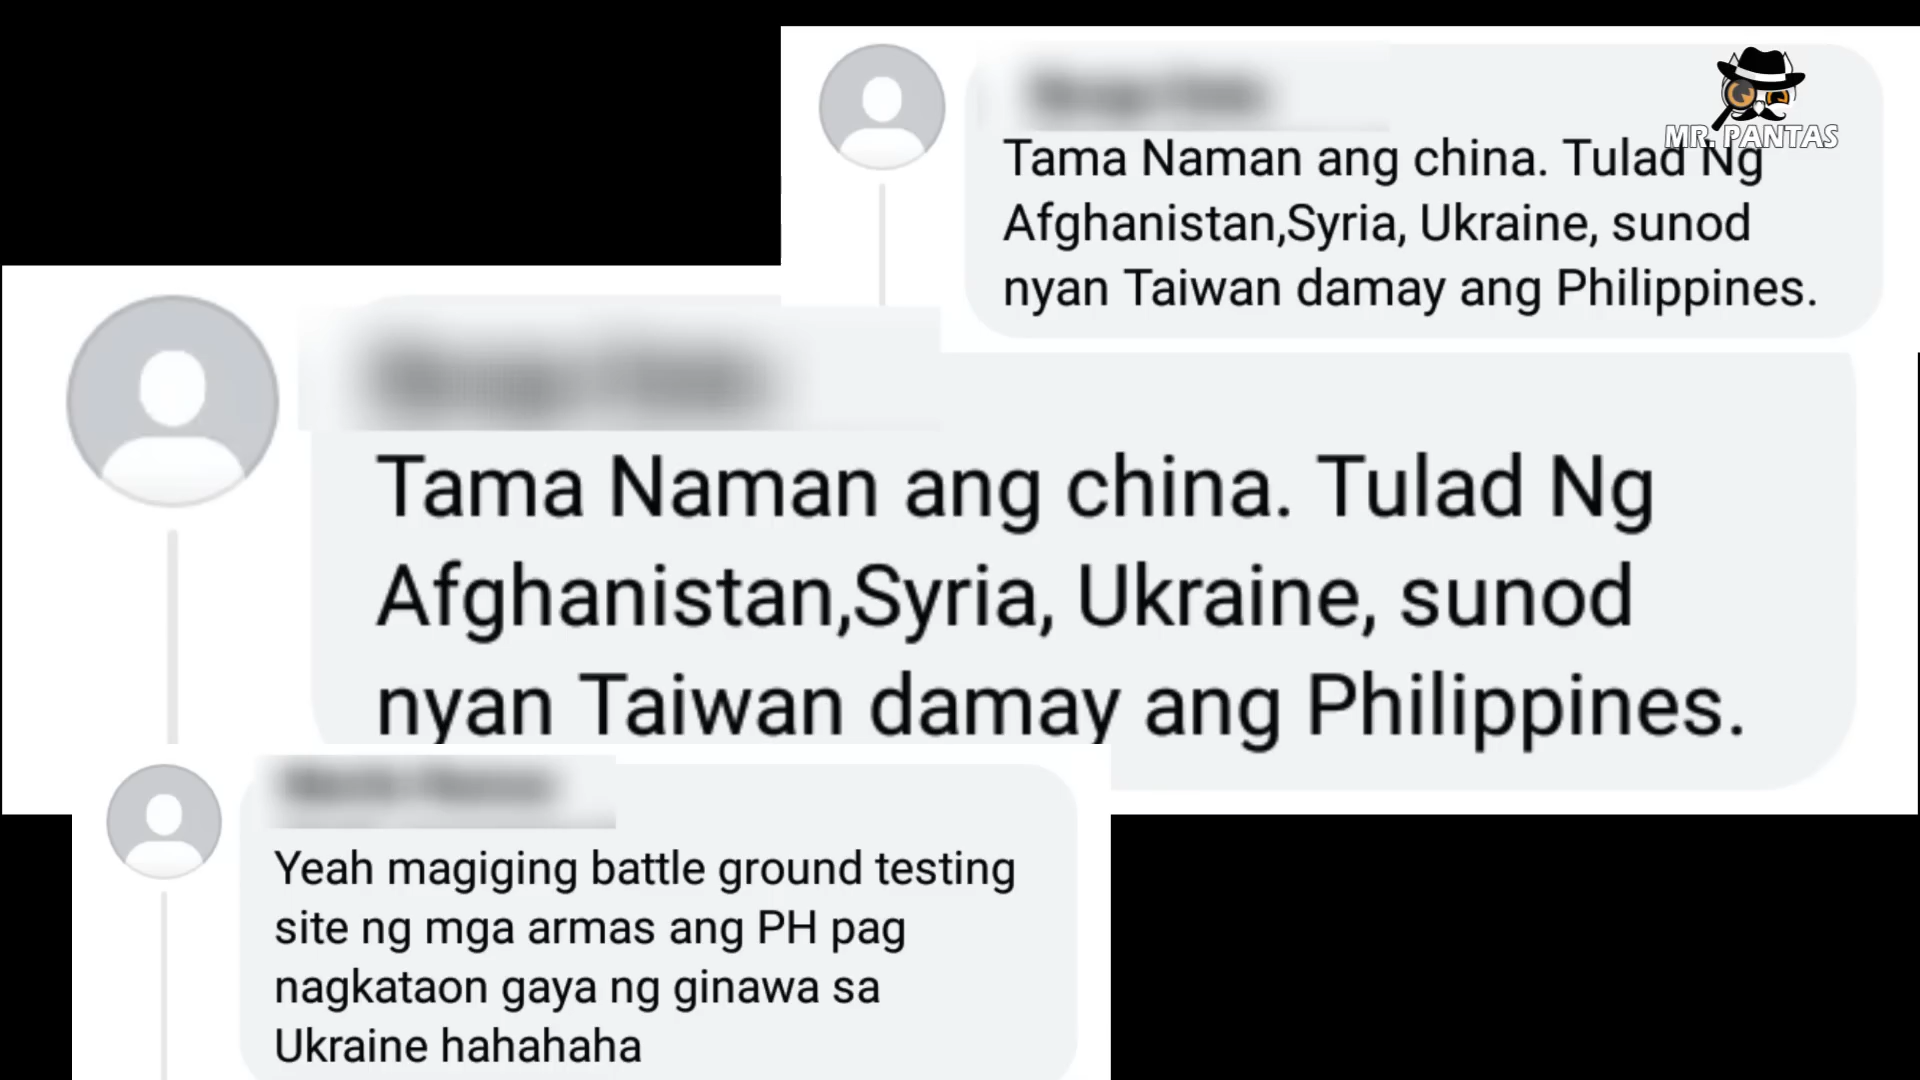 MR. PANTAS
Tama Naman ang china. Tulad Ng
Afghanistan,Syria, Ukraine, sunod
nyan Taiwan damay ang Philippines.
Tama Naman ang china. Tulad Ng
Afghanistan,Syria, Ukraine, sunod
nyan Taiwan damay ang Philippines.
Yeah magiging battle ground testing
site ng mga armas ang PH pag
nagkataon gaya ng ginawa sa
Ukraine hahahaha